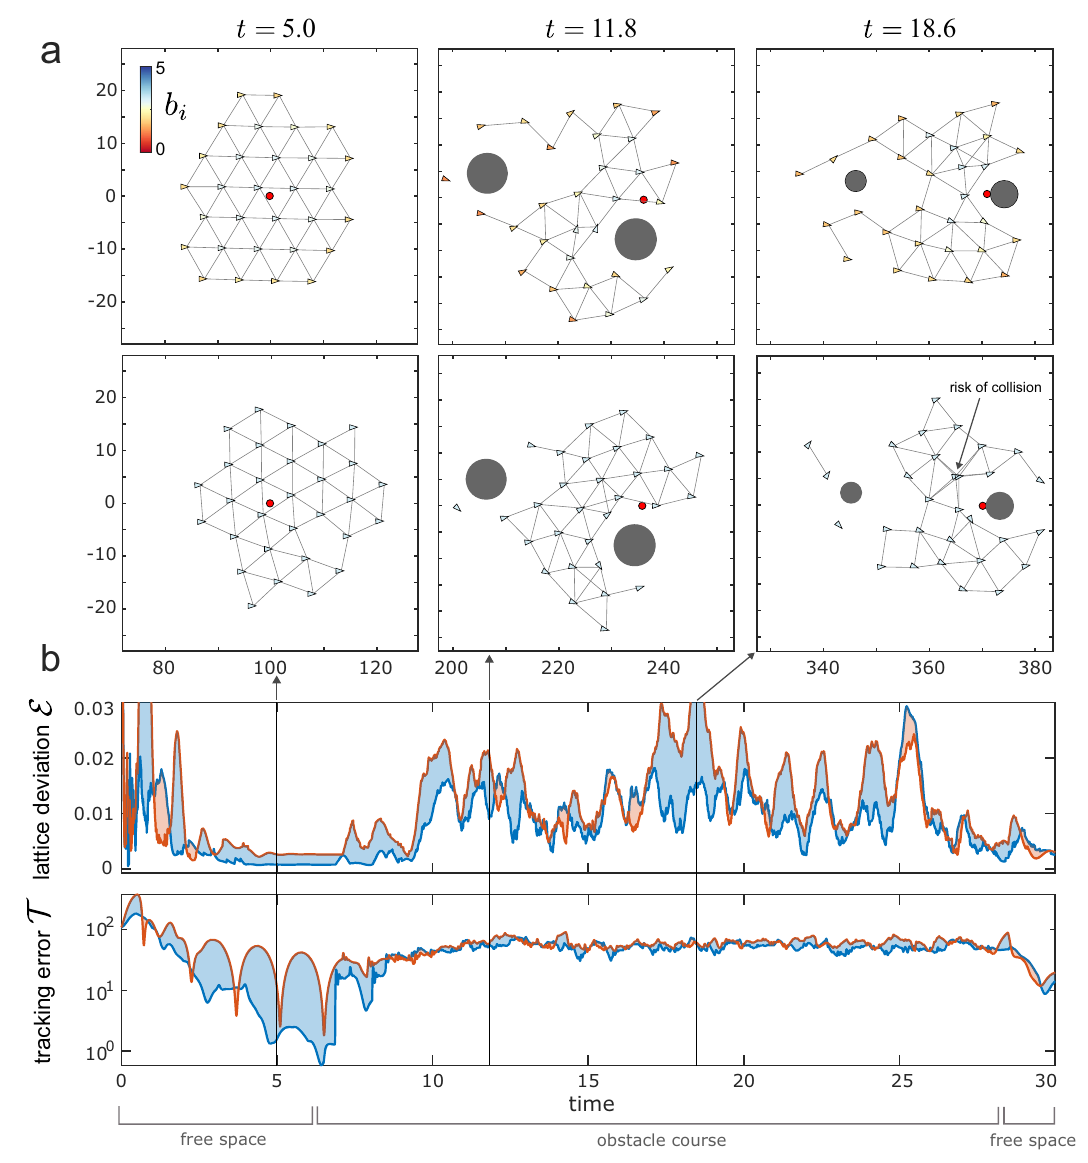 a
t = 5.0
t = 11.8
t = 18.6
5
b_i
0
20
10
0
-10
-20
risk of collision
20
10
0
-10
-20
80
100
120
200
220
240
340
360
380
b
lattice deviation ℰ
0.03
0.02
0.01
0
tracking error 𝒯
10^2
10^1
10^0
0
5
10
15
20
25
30
time
free space
obstacle course
free space